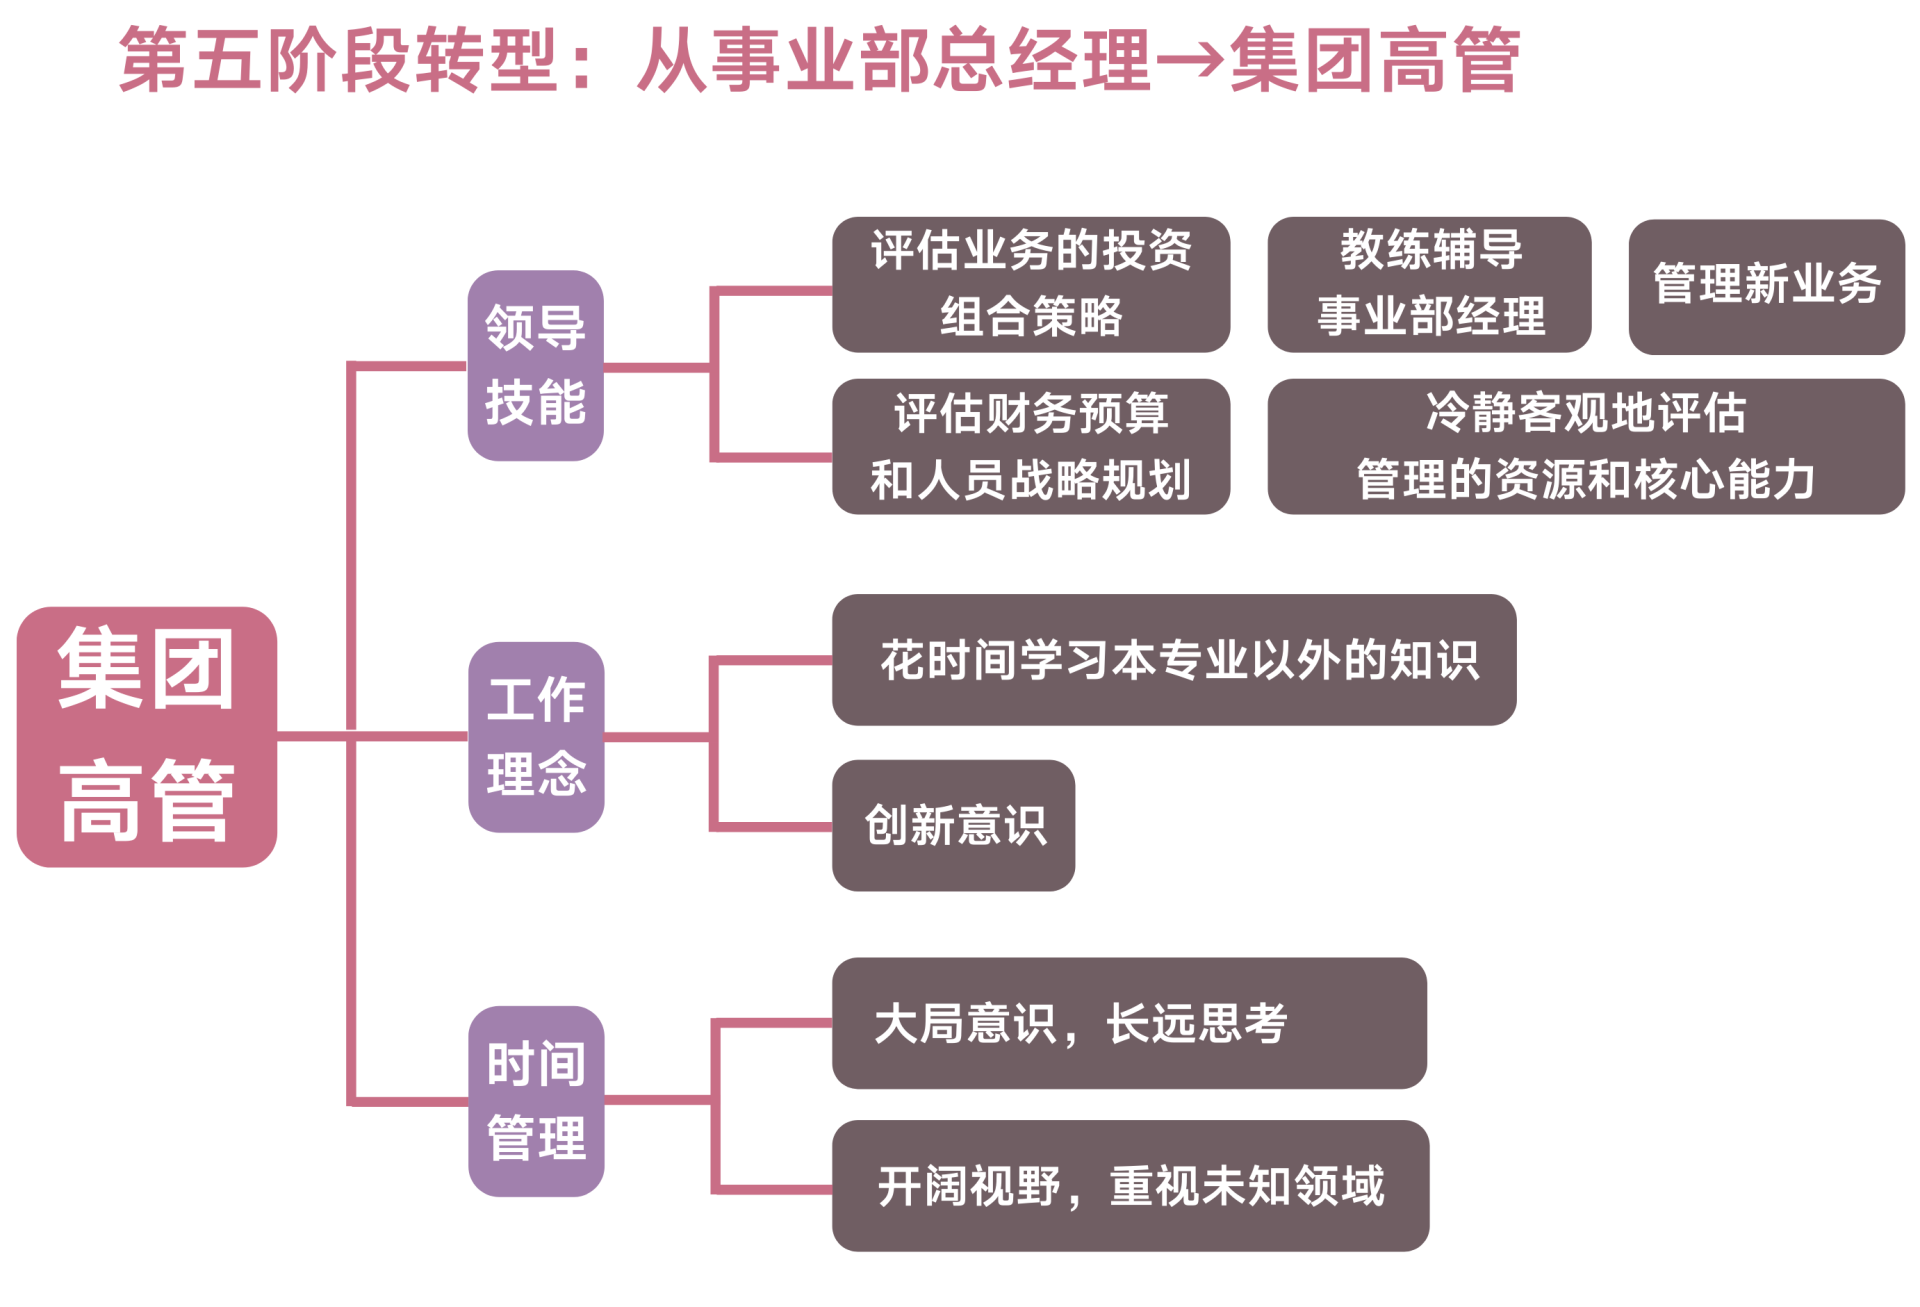 第五阶段转型：从事业部总经理→集团高管
集团
高管
领导
技能
评估业务的投资
组合策略
教练辅导
事业部经理
管理新业务
评估财务预算
和人员战略规划
冷静客观地评估
管理的资源和核心能力
工作
理念
花时间学习本专业以外的知识
创新意识
时间
管理
大局意识，长远思考
开阔视野，重视未知领域